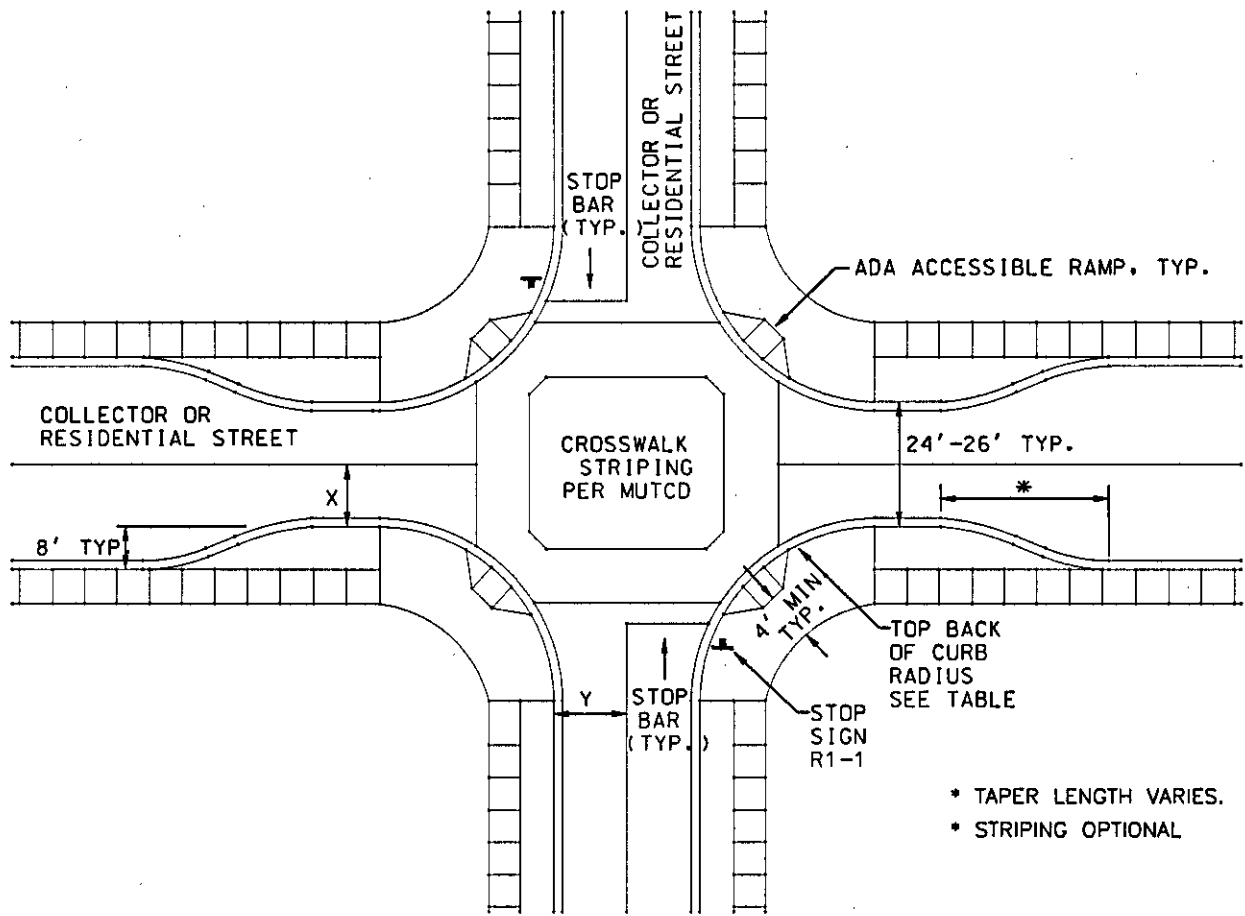 COLLECTOR OR
RESIDENTIAL STREET
STOP
BAR
(TYP.)
ADA ACCESSIBLE RAMP, TYP.
COLLECTOR OR
RESIDENTIAL STREET
CROSSWALK
STRIPING
PER MUTCD
24'-26' TYP.
X
*
8' TYP.
4' MIN
TYP.
TOP BACK
OF CURB
RADIUS
SEE TABLE
Y
STOP
BAR
(TYP.)
STOP
SIGN
R1-1
* TAPER LENGTH VARIES.
* STRIPING OPTIONAL